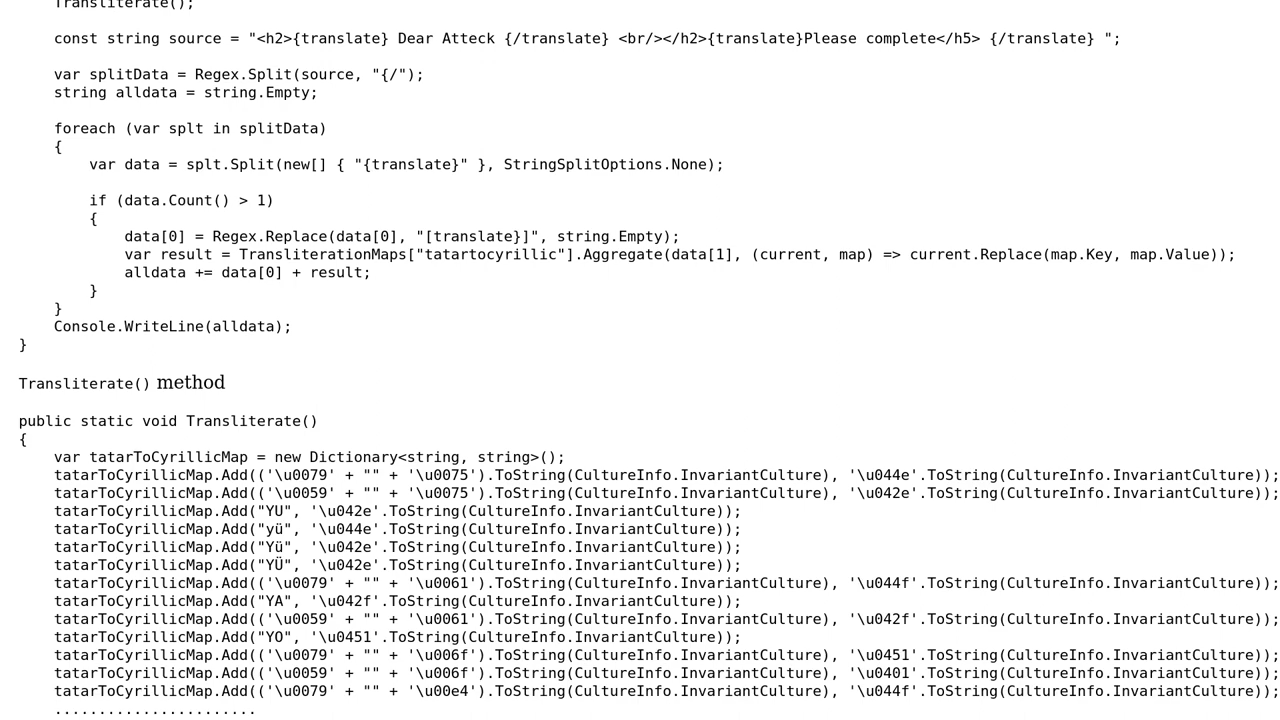 Transliterate();
const string source = "<h2>{translate} Dear Atteck {/translate} <br/></h2>{translate}Please complete</h5> {/translate} ";
var splitData = Regex.Split(source, "{/");
string alldata = string.Empty;
foreach (var splt in splitData)
{
var data = splt.Split(new[] { "{translate}" }, StringSplitOptions.None);
if (data.Count() > 1)
{
data[0] = Regex.Replace(data[0], "[translate}]", string.Empty);
var result = TransliterationMaps["tatartocyrillic"].Aggregate(data[1], (current, map) => current.Replace(map.Key, map.Value));
alldata += data[0] + result;
}
}
Console.WriteLine(alldata);
}
Transliterate() method
public static void Transliterate()
{
var tatarToCyrillicMap = new Dictionary<string, string>();
tatarToCyrillicMap.Add(('\u0079' + "" + '\u0075').ToString(CultureInfo.InvariantCulture), '\u044e'.ToString(CultureInfo.InvariantCulture));
tatarToCyrillicMap.Add(('\u0059' + "" + '\u0075').ToString(CultureInfo.InvariantCulture), '\u042e'.ToString(CultureInfo.InvariantCulture));
tatarToCyrillicMap.Add("YU", '\u042e'.ToString(CultureInfo.InvariantCulture));
tatarToCyrillicMap.Add("yü", '\u044e'.ToString(CultureInfo.InvariantCulture));
tatarToCyrillicMap.Add("Yü", '\u042e'.ToString(CultureInfo.InvariantCulture));
tatarToCyrillicMap.Add("YÜ", '\u042e'.ToString(CultureInfo.InvariantCulture));
tatarToCyrillicMap.Add(('\u0079' + "" + '\u0061').ToString(CultureInfo.InvariantCulture), '\u044f'.ToString(CultureInfo.InvariantCulture));
tatarToCyrillicMap.Add("YA", '\u042f'.ToString(CultureInfo.InvariantCulture));
tatarToCyrillicMap.Add(('\u0059' + "" + '\u0061').ToString(CultureInfo.InvariantCulture), '\u042f'.ToString(CultureInfo.InvariantCulture));
tatarToCyrillicMap.Add("YO", '\u0451'.ToString(CultureInfo.InvariantCulture));
tatarToCyrillicMap.Add(('\u0079' + "" + '\u006f').ToString(CultureInfo.InvariantCulture), '\u0451'.ToString(CultureInfo.InvariantCulture));
tatarToCyrillicMap.Add(('\u0059' + "" + '\u006f').ToString(CultureInfo.InvariantCulture), '\u0401'.ToString(CultureInfo.InvariantCulture));
tatarToCyrillicMap.Add(('\u0079' + "" + '\u00e4').ToString(CultureInfo.InvariantCulture), '\u044f'.ToString(CultureInfo.InvariantCulture));
.......................